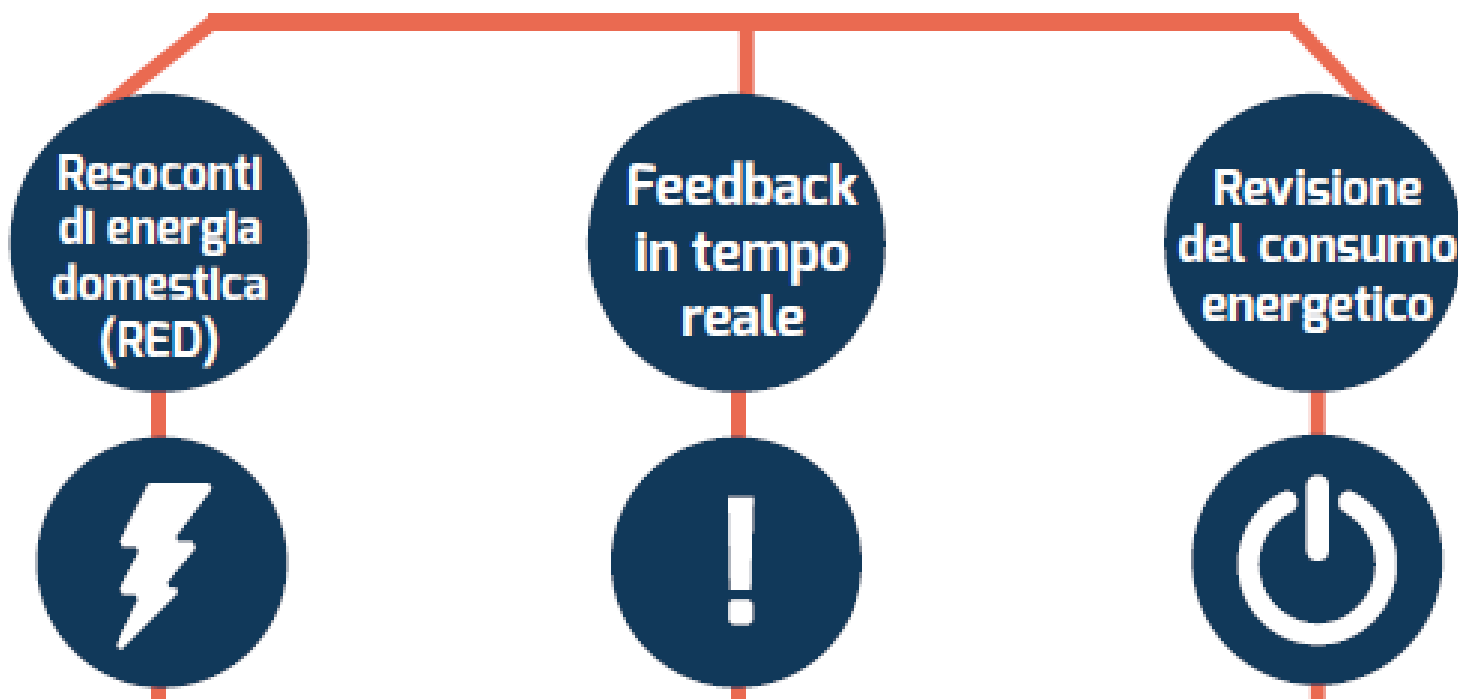 Resoconti
di energia
domestica
(RED)
Feedback
in tempo
reale
Revisione
del consumo
energetico
!